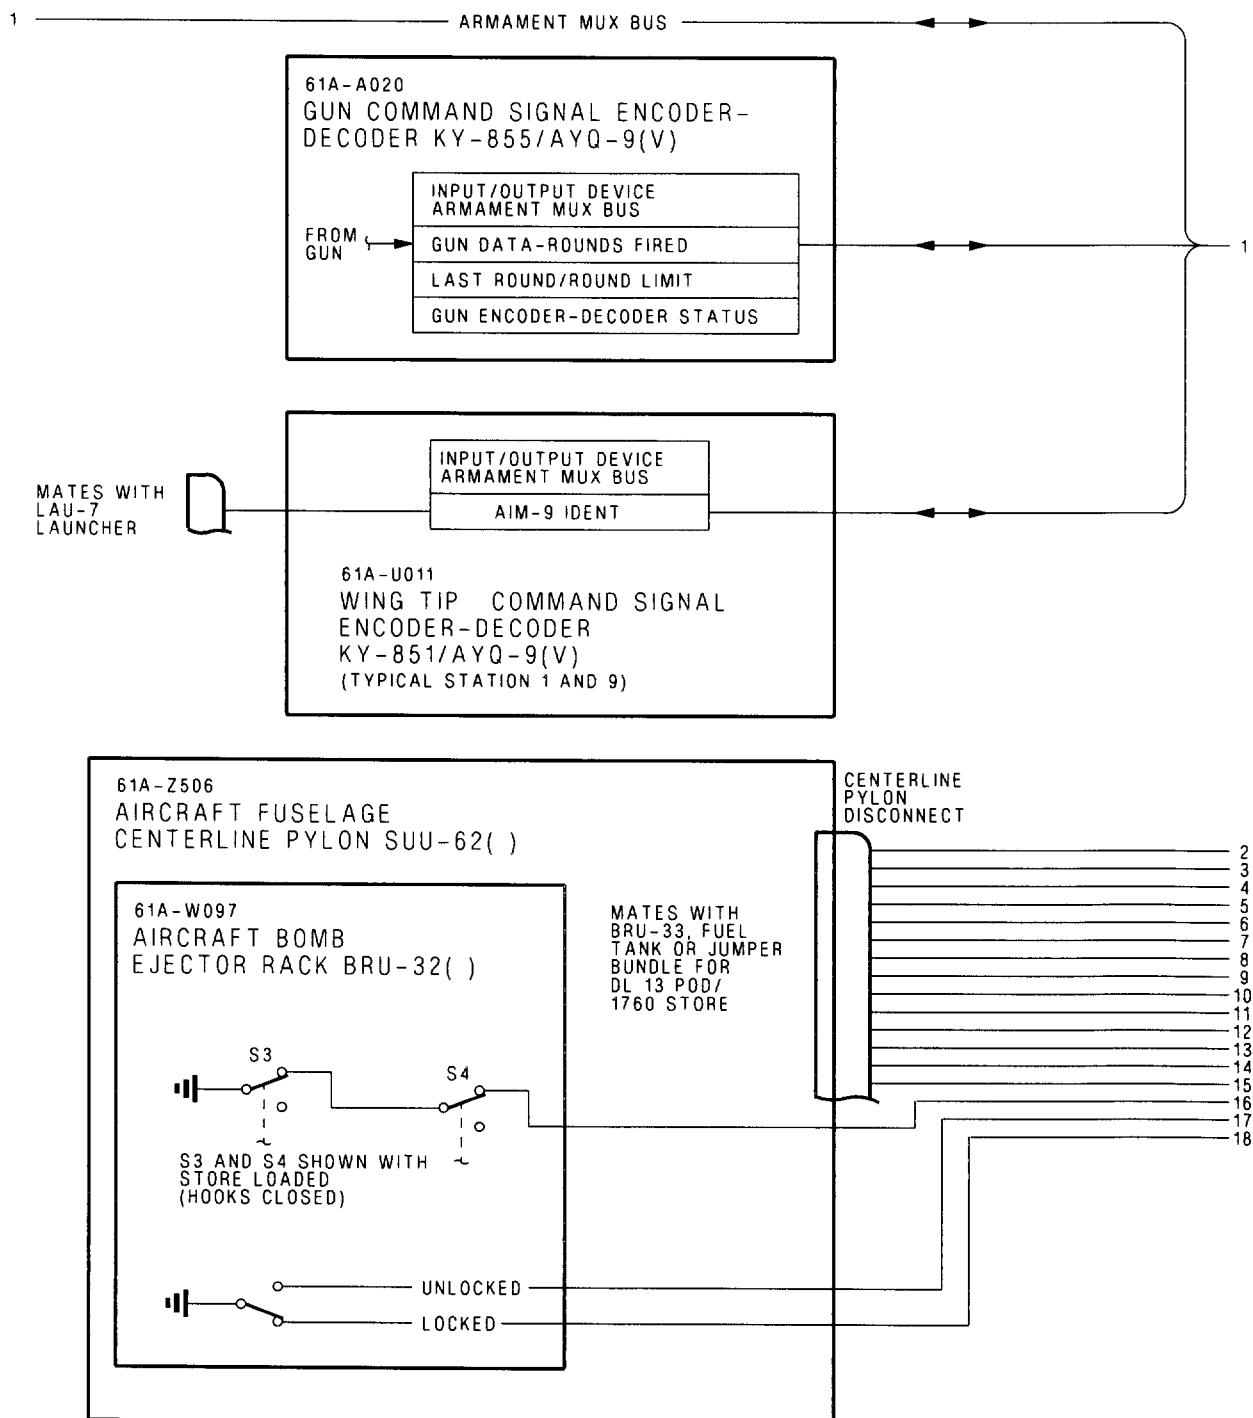 1 ARMAMENT MUX BUS
61A-A020
GUN COMMAND SIGNAL ENCODER-
DECODER KY-855/AYQ-9(V)
INPUT/OUTPUT DEVICE
ARMAMENT MUX BUS
FROM
GUN
GUN DATA-ROUNDS FIRED
1
LAST ROUND/ROUND LIMIT
GUN ENCODER-DECODER STATUS
INPUT/OUTPUT DEVICE
ARMAMENT MUX BUS
AIM-9 IDENT
MATES WITH
LAU-7
LAUNCHER
61A-U011
WING TIP COMMAND SIGNAL
ENCODER-DECODER
KY-851/AYQ-9(V)
(TYPICAL STATION 1 AND 9)
61A-Z506
AIRCRAFT FUSELAGE
CENTERLINE PYLON SUU-62( )
CENTERLINE
PYLON
DISCONNECT
61A-W097
AIRCRAFT BOMB
EJECTOR RACK BRU-32( )
MATES WITH
BRU-33, FUEL
TANK OR JUMPER
BUNDLE FOR
DL 13 POD/
1760 STORE
2
3
4
5
6
7
8
9
10
11
12
13
14
15
16
17
18
S3
S4
S3 AND S4 SHOWN WITH
STORE LOADED
(HOOKS CLOSED)
UNLOCKED
LOCKED